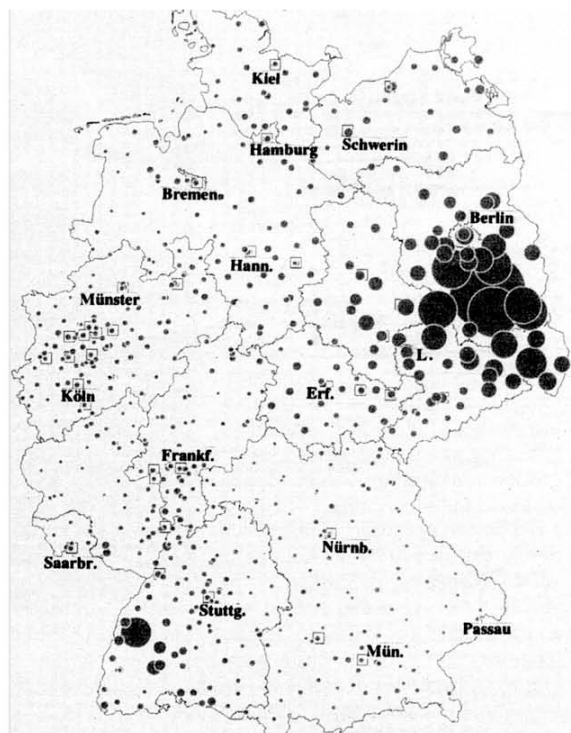 Kiel
Hamburg
Schwerin
Bremen
Berlin
Hann.
Münster
L.
Erf.
Köln
Frankf.
Nürnb.
Saarbr.
Stuttg.
Passau
Mün.